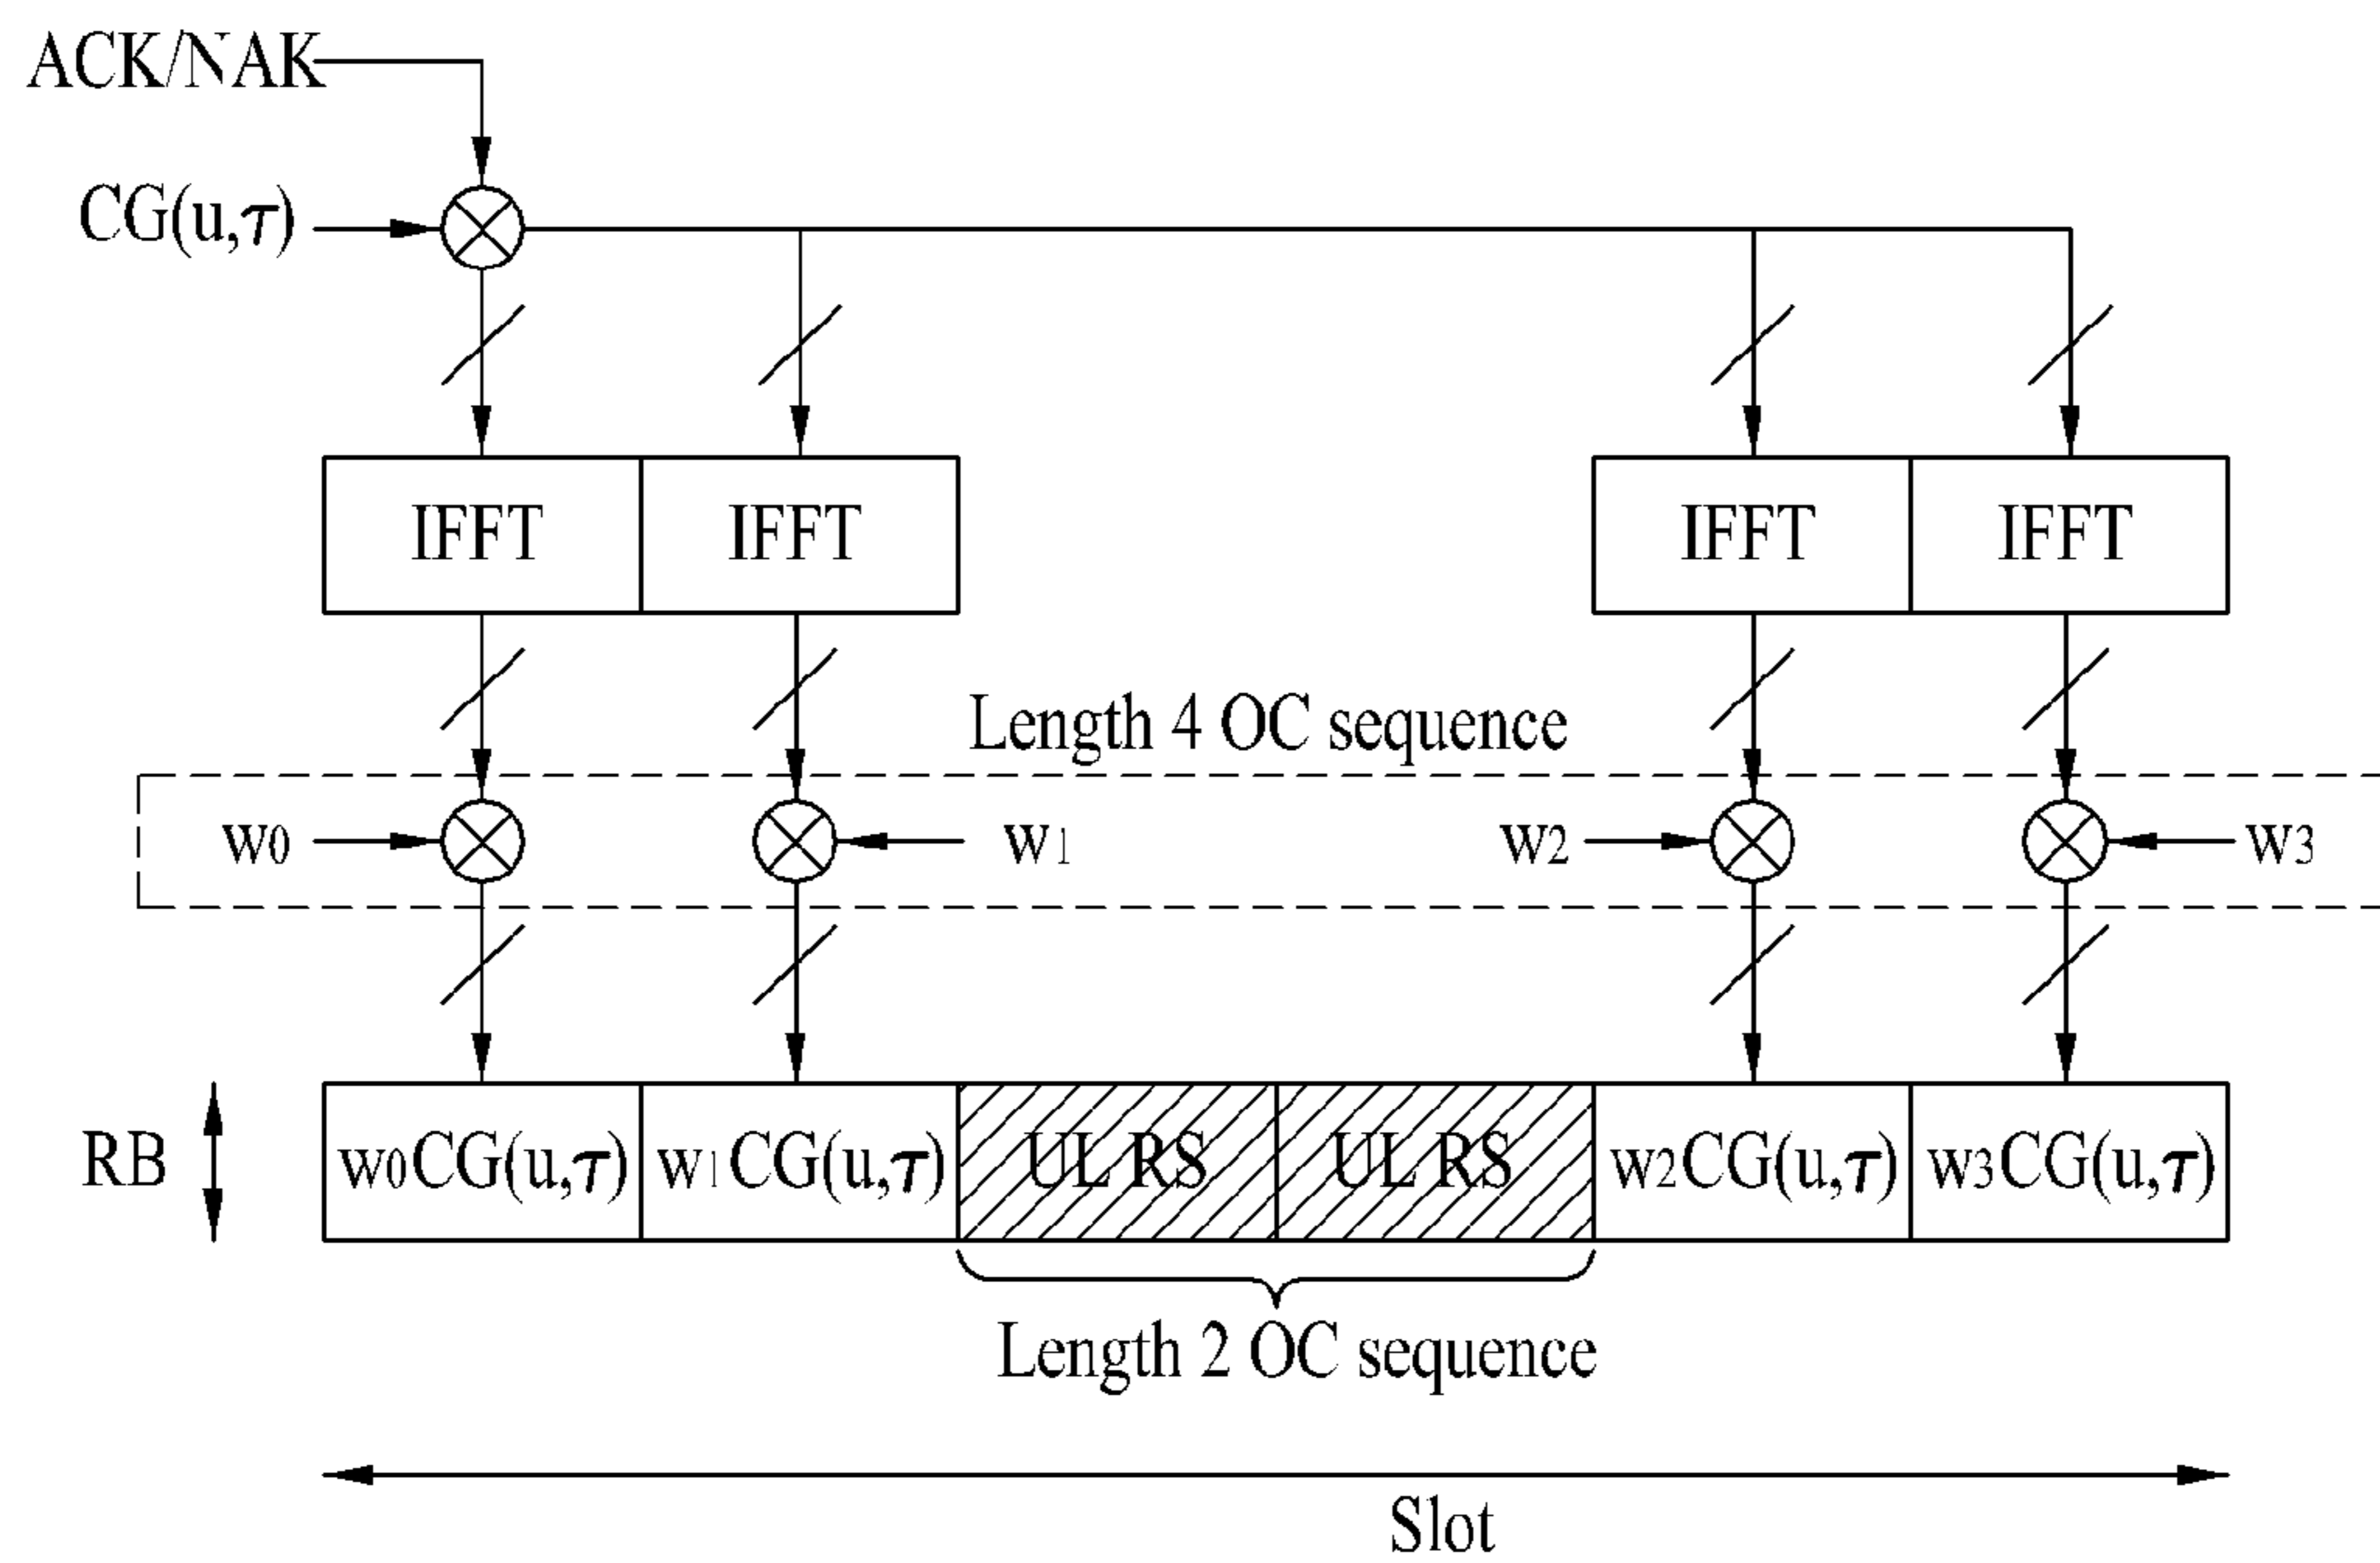 ACK/NAK
CG(u,τ)
IFFT IFFT IFFT IFFT
Length 4 OC sequence
w0 w1 w2 w3
RB w0CG(u,τ) w1CG(u,τ) UL RS UL RS w2CG(u,τ) w3CG(u,τ)
Length 2 OC sequence
Slot